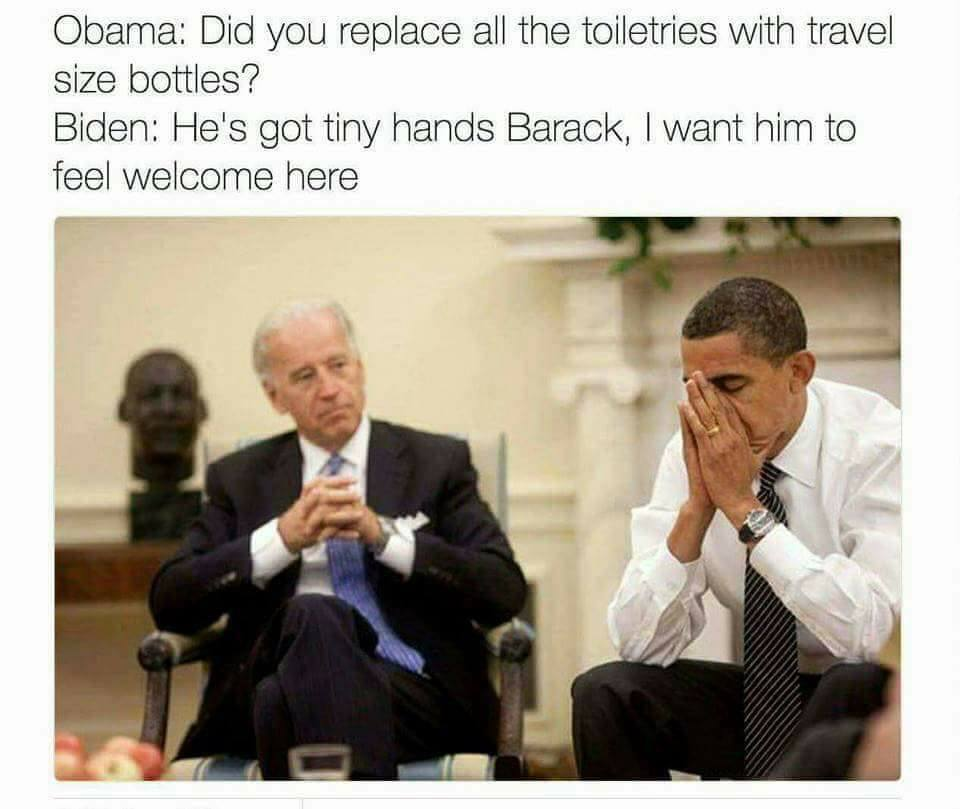 Obama: Did you replace all the toiletries with travel
size bottles?
Biden: He's got tiny hands Barack, I want him to
feel welcome here